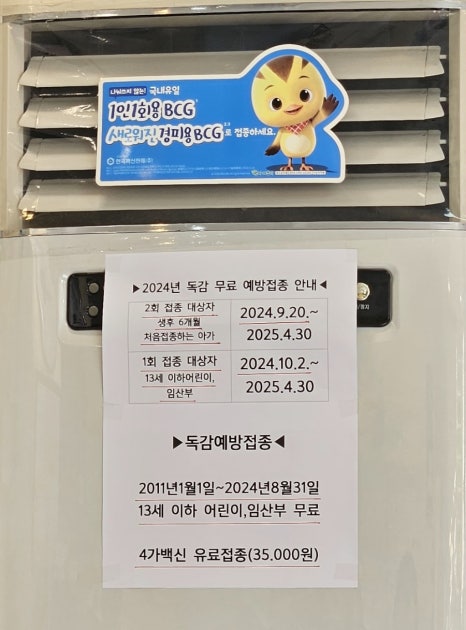 나눠쓰지 않는! 국내유일
1인1회용 BCG
새로워진 경피용BCG로 접종하세요.
한국백신판매(주)
▶2024년 독감 무료 예방접종 안내◀
2회 접종 대상자
생후 6개월
처음접종하는 아가
2024.9.20.~
2025.4.30
1회 접종 대상자
13세 이하어린이,
임산부
2024.10.2.~
2025.4.30
▶독감예방접종◀
2011년1월1일~2024년8월31일
13세 이하 어린이,임산부 무료
4가백신 유료접종(35,000원)